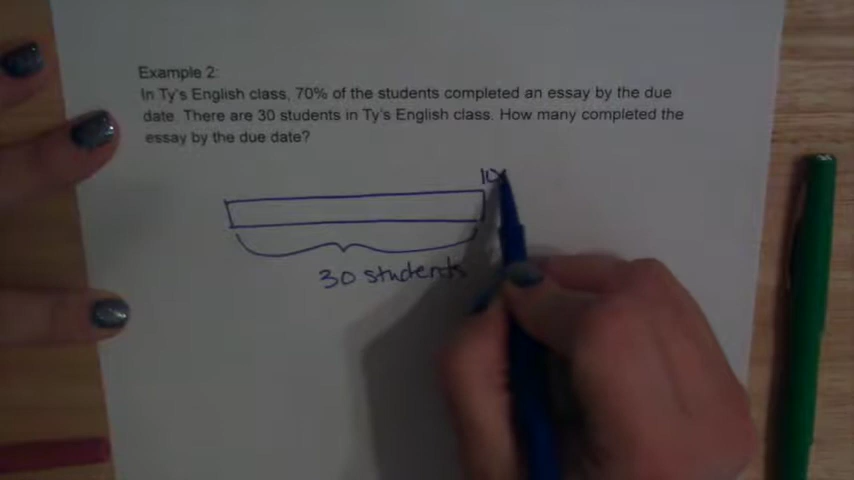 Example 2:
In Ty's English class, 70% of the students completed an essay by the due
date. There are 30 students in Ty's English class. How many completed the
essay by the due date?
10
30 students